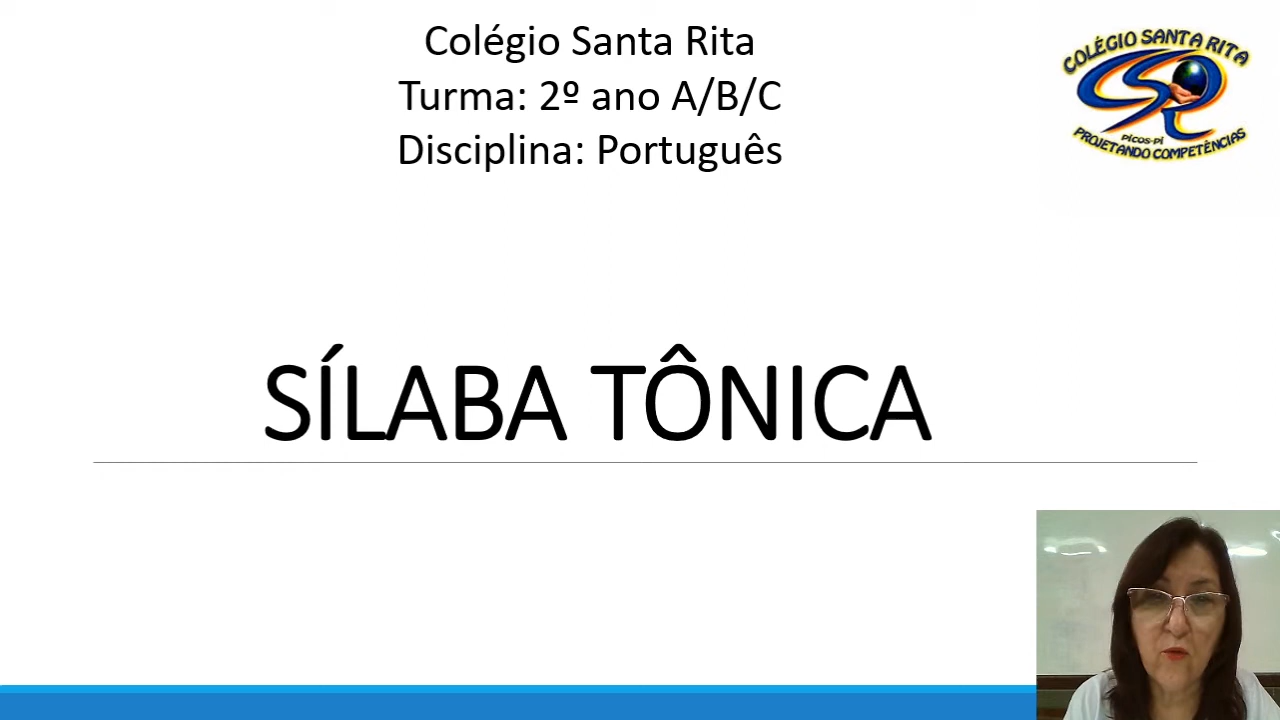 Colégio Santa Rita
Turma: 2º ano A/B/C
Disciplina: Português
COLÉGIO SANTA RITA
PICOS-PI
PROJETANDO COMPETÊNCIAS
SÍLABA TÔNICA